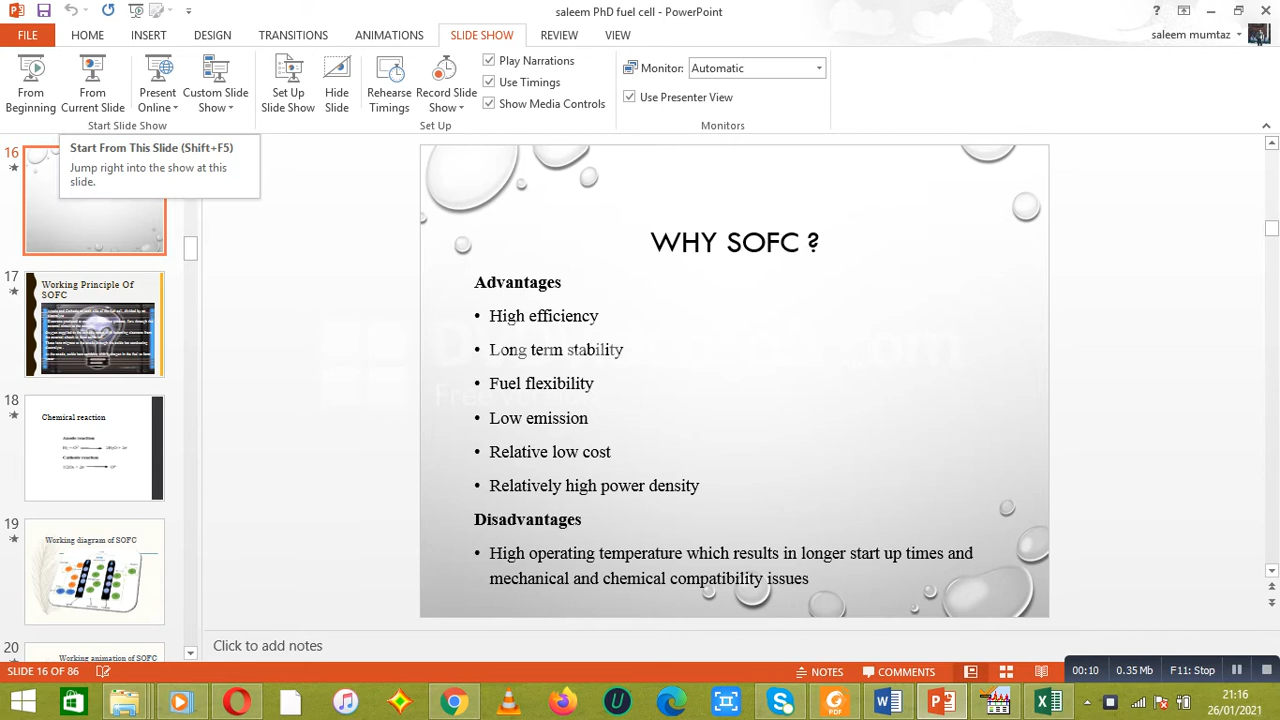 saleem PhD fuel cell - PowerPoint
FILE HOME INSERT DESIGN TRANSITIONS ANIMATIONS SLIDE SHOW REVIEW VIEW saleem mumtaz
From Beginning
From Current Slide
Present Online
Custom Slide Show
Set Up Slide Show
Hide Slide
Rehearse Timings
Record Slide Show
Play Narrations
Use Timings
Show Media Controls
Monitor: Automatic
Use Presenter View
Start Slide Show
Set Up
Monitors
Start From This Slide (Shift+F5)
Jump right into the show at this
slide.
16
17
Working Principle Of
SOFC
18
Chemical reaction
Anode reaction
Cathode reaction
19
Working diagram of SOFC
20
Working animation of SOFC
WHY SOFC ?
Advantages
• High efficiency
• Long term stability
• Fuel flexibility
• Low emission
• Relative low cost
• Relatively high power density
Disadvantages
• High operating temperature which results in longer start up times and
mechanical and chemical compatibility issues
Click to add notes
SLIDE 16 OF 86
NOTES COMMENTS
00:10 0.35 Mb F11: Stop
PDF
21:16
26/01/2021